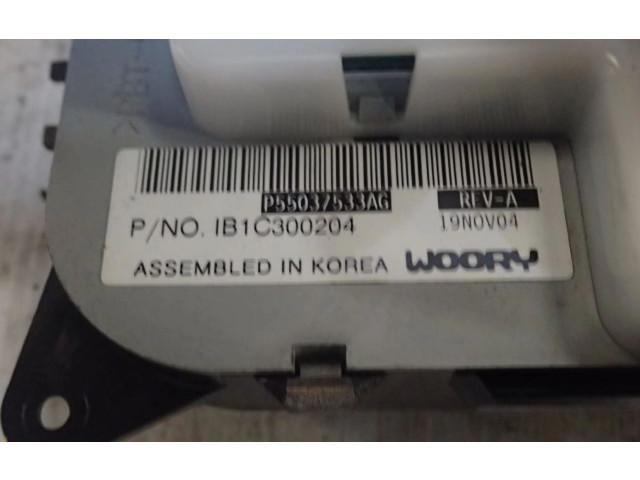 P55037533AG REV-A
P/NO. IB1C300204 19NOV04
ASSEMBLED IN KOREA WOORY